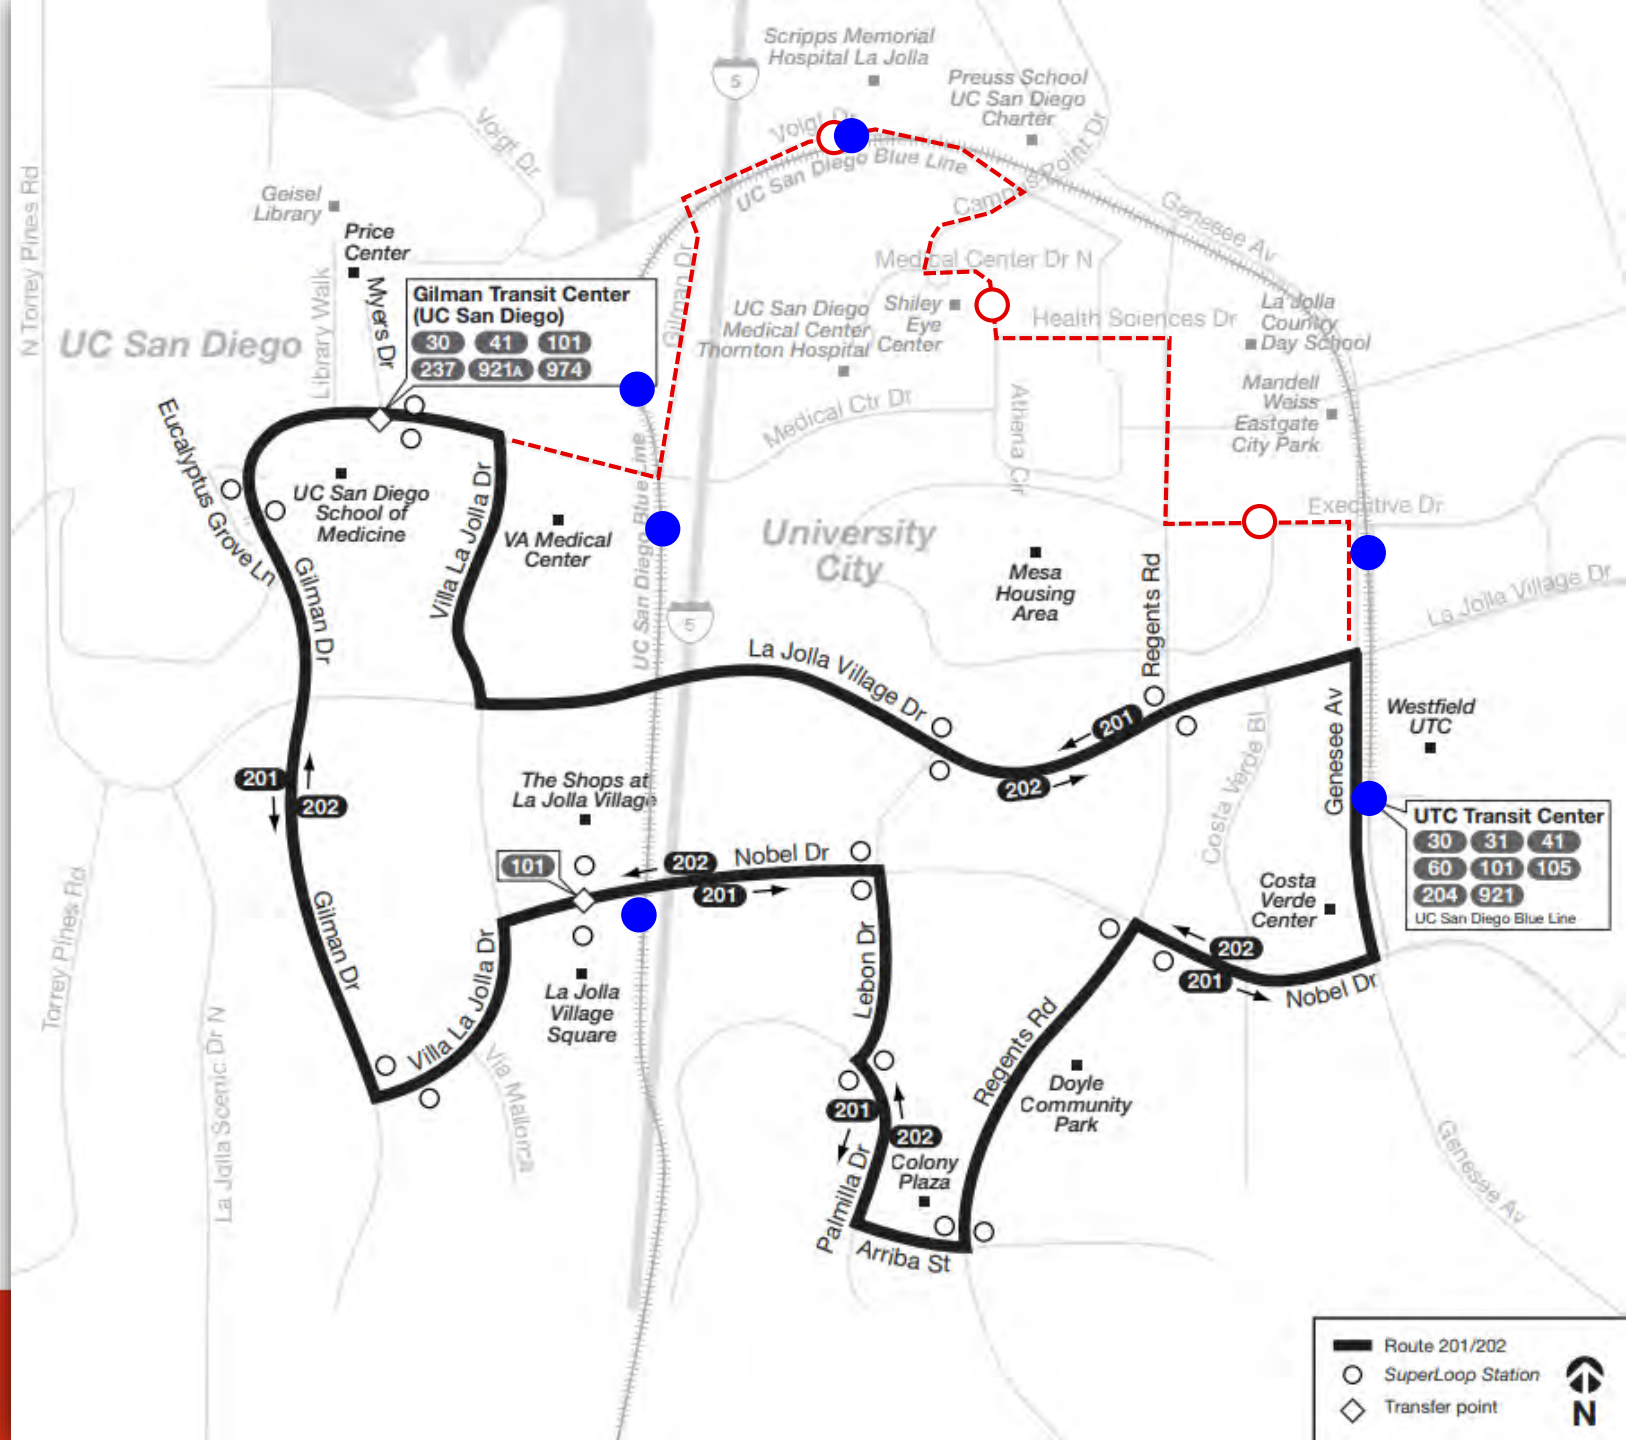 Scripps Memorial
Hospital La Jolla
5
Preuss School
UC San Diego
Charter
Voigt Dr
Voigt Dr
UC San Diego Blue Line
Campus Point Dr
Genesee Av
N Torrey Pines Rd
Geisel
Library
Price
Center
Library Walk
Myers Dr
UC San Diego
Gilman Transit Center
(UC San Diego)
30 41 101
237 921A 974
Gilman Dr
Medical Center Dr N
UC San Diego
Medical Center
Thornton Hospital
Shiley
Eye
Center
Health Sciences Dr
La Jolla
Country
Day School
Mandell
Weiss
Eastgate
City Park
Medical Ctr Dr
Athena Cir
Executive Dr
Eucalyptus Grove Ln
UC San Diego
School of
Medicine
Villa La Jolla Dr
VA Medical
Center
UC San Diego Blue Line
University
City
5
Mesa
Housing
Area
Regents Rd
La Jolla Village Dr
Gilman Dr
La Jolla Village Dr
201
202
Genesee Av
Westfield
UTC
Costa Verde Bl
201
202
The Shops at
La Jolla Village
101
202
Nobel Dr
201
UTC Transit Center
30 31 41
60 101 105
204 921
UC San Diego Blue Line
Costa
Verde
Center
Torrey Pines Rd
Gilman Dr
Villa La Jolla Dr
La Jolla
Village
Square
Lebon Dr
202
201
Nobel Dr
La Jolla Scenic Dr N
Via Mallorca
Regents Rd
Doyle
Community
Park
201
202
Colony
Plaza
Palmilla Dr
Arriba St
Genesee Av
Route 201/202
SuperLoop Station
Transfer point
N